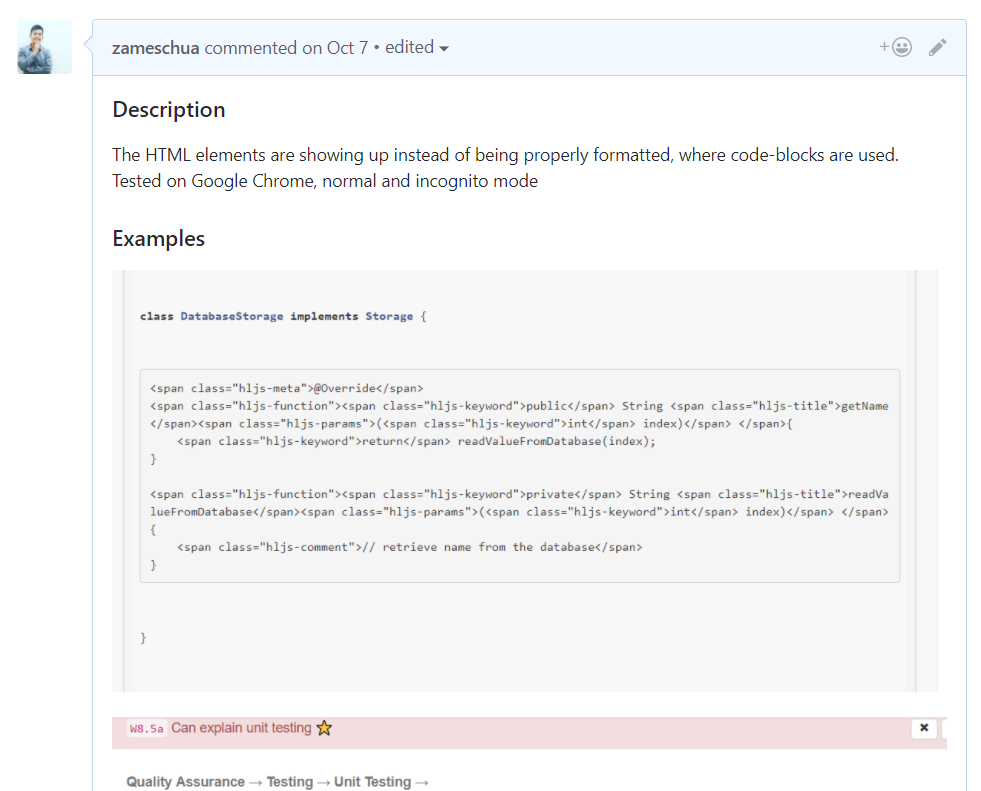 zameschua commented on Oct 7 • edited
Description
The HTML elements are showing up instead of being properly formatted, where code-blocks are used.
Tested on Google Chrome, normal and incognito mode
Examples
class DatabaseStorage implements Storage {
<span class="hljs-meta">@Override</span>
<span class="hljs-function"><span class="hljs-keyword">public</span> String <span class="hljs-title">getName
</span><span class="hljs-params">(<span class="hljs-keyword">int</span> index)</span> </span>{
    <span class="hljs-keyword">return</span> readValueFromDatabase(index);
}
<span class="hljs-function"><span class="hljs-keyword">private</span> String <span class="hljs-title">readVa
lueFromDatabase</span><span class="hljs-params">(<span class="hljs-keyword">int</span> index)</span> </span>
{
    <span class="hljs-comment">// retrieve name from the database</span>
}
}
W8.5a Can explain unit testing ⭐ ✖
Quality Assurance → Testing → Unit Testing →